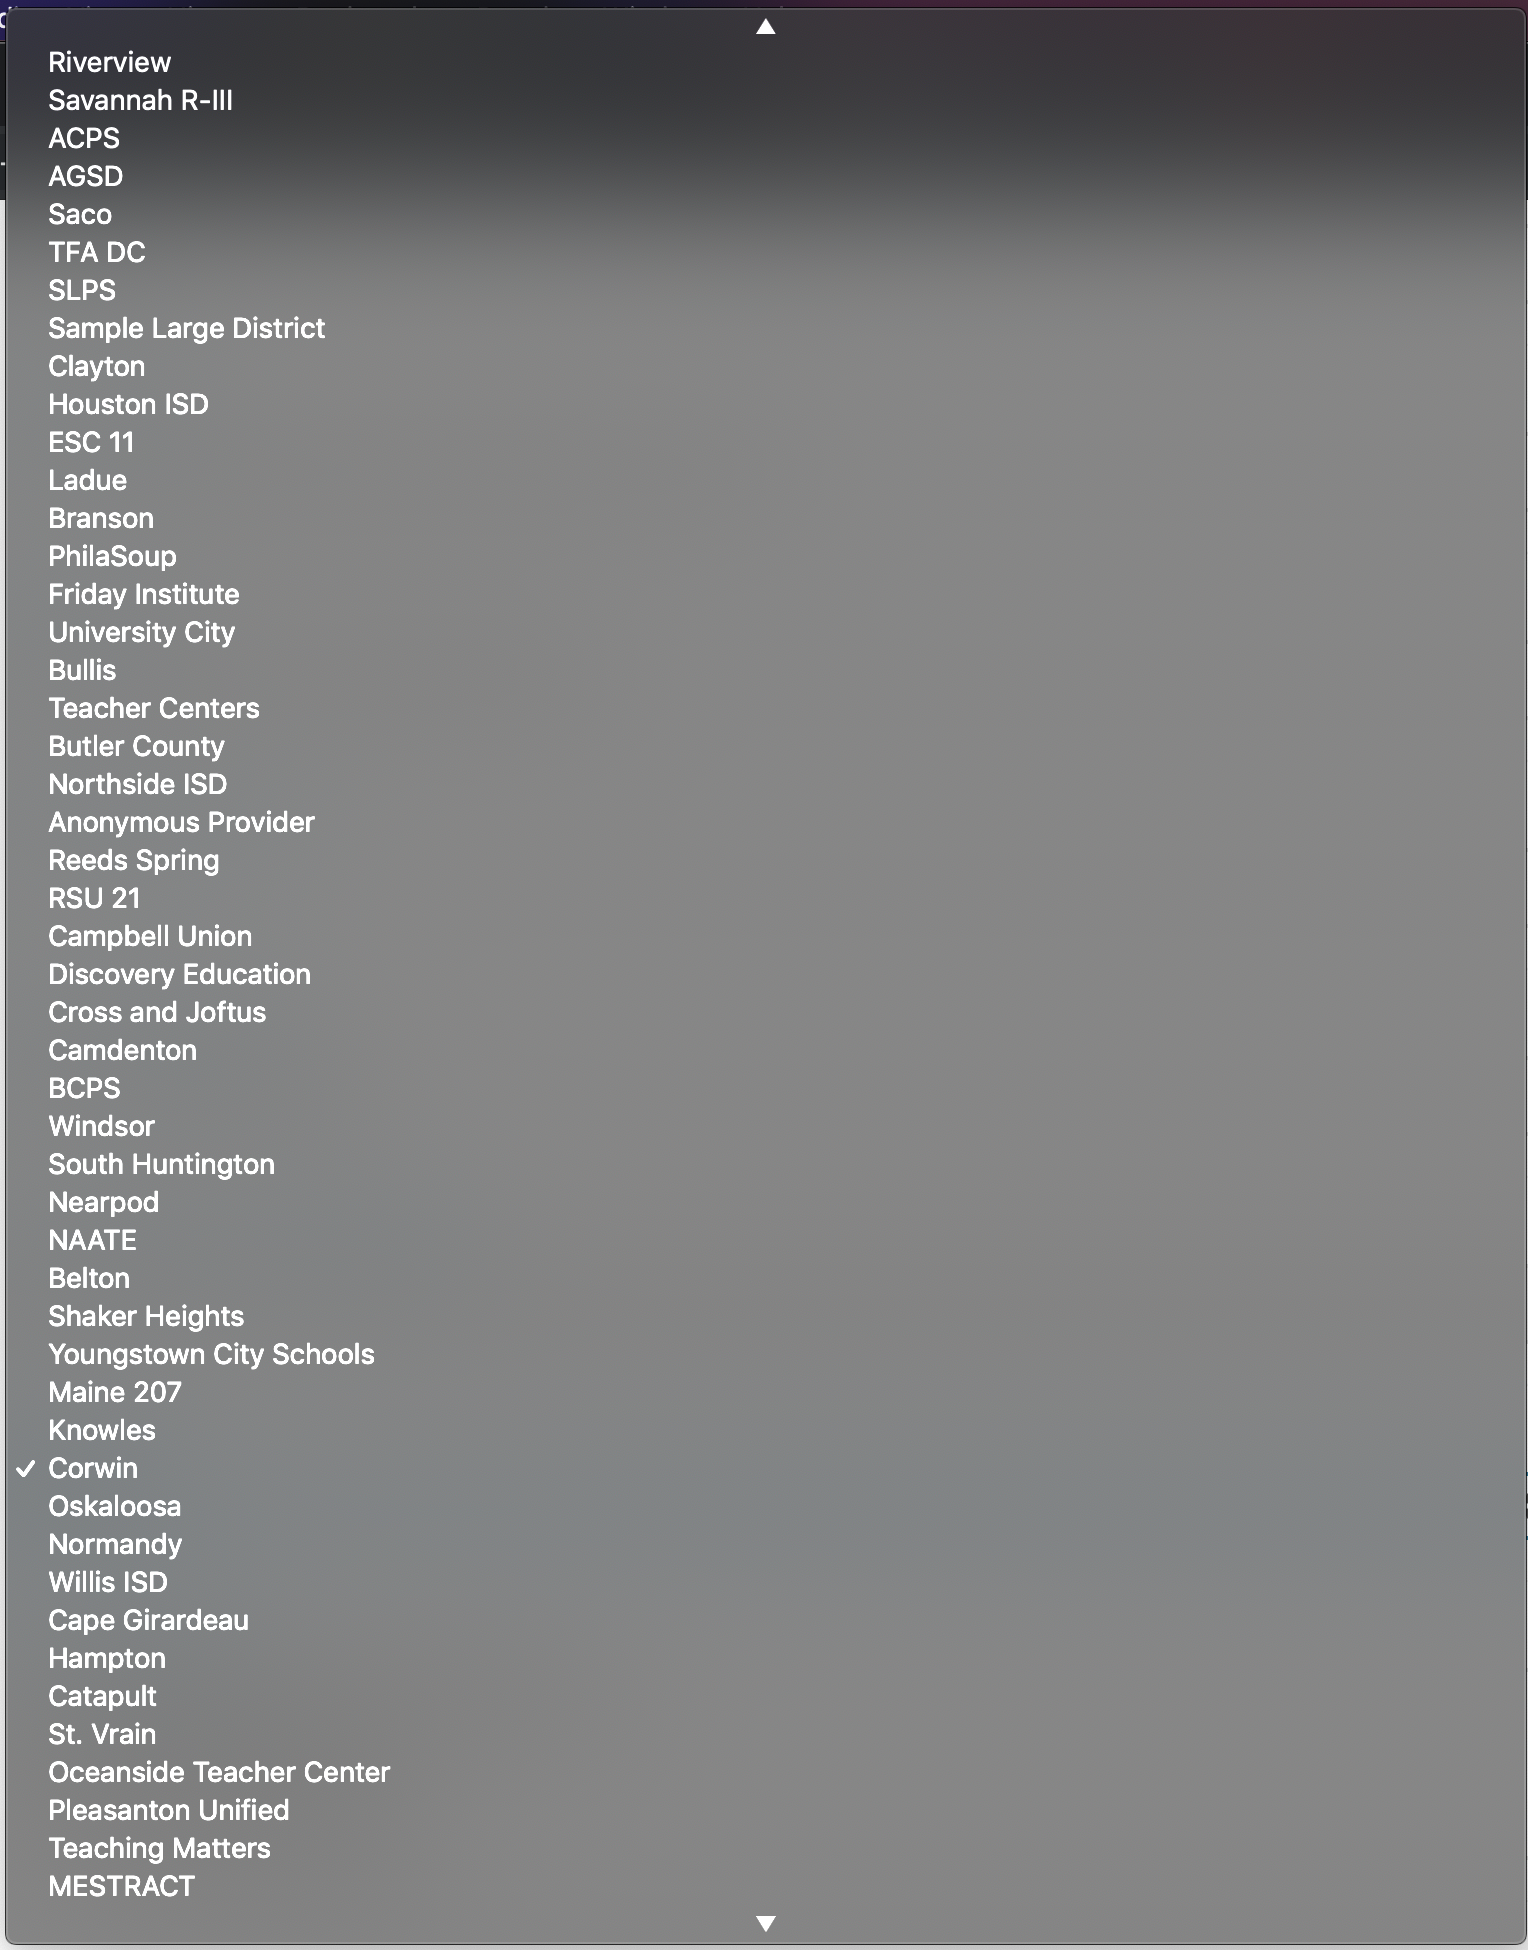 Riverview
Savannah R-III
ACPS
AGSD
Saco
TFA DC
SLPS
Sample Large District
Clayton
Houston ISD
ESC 11
Ladue
Branson
PhilaSoup
Friday Institute
University City
Bullis
Teacher Centers
Butler County
Northside ISD
Anonymous Provider
Reeds Spring
RSU 21
Campbell Union
Discovery Education
Cross and Joftus
Camdenton
BCPS
Windsor
South Huntington
Nearpod
NAATE
Belton
Shaker Heights
Youngstown City Schools
Maine 207
Knowles
✓ Corwin
Oskaloosa
Normandy
Willis ISD
Cape Girardeau
Hampton
Catapult
St. Vrain
Oceanside Teacher Center
Pleasanton Unified
Teaching Matters
MESTRACT